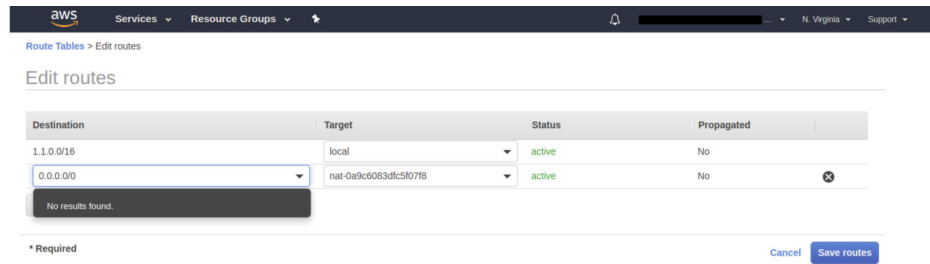 aws Services Resource Groups ... N. Virginia Support
Route Tables > Edit routes
Edit routes
Destination Target Status Propagated
1.1.0.0/16 local active No
0.0.0.0/0 nat-0a9c6083dfc5f07f8 active No
No results found.
* Required Cancel Save routes